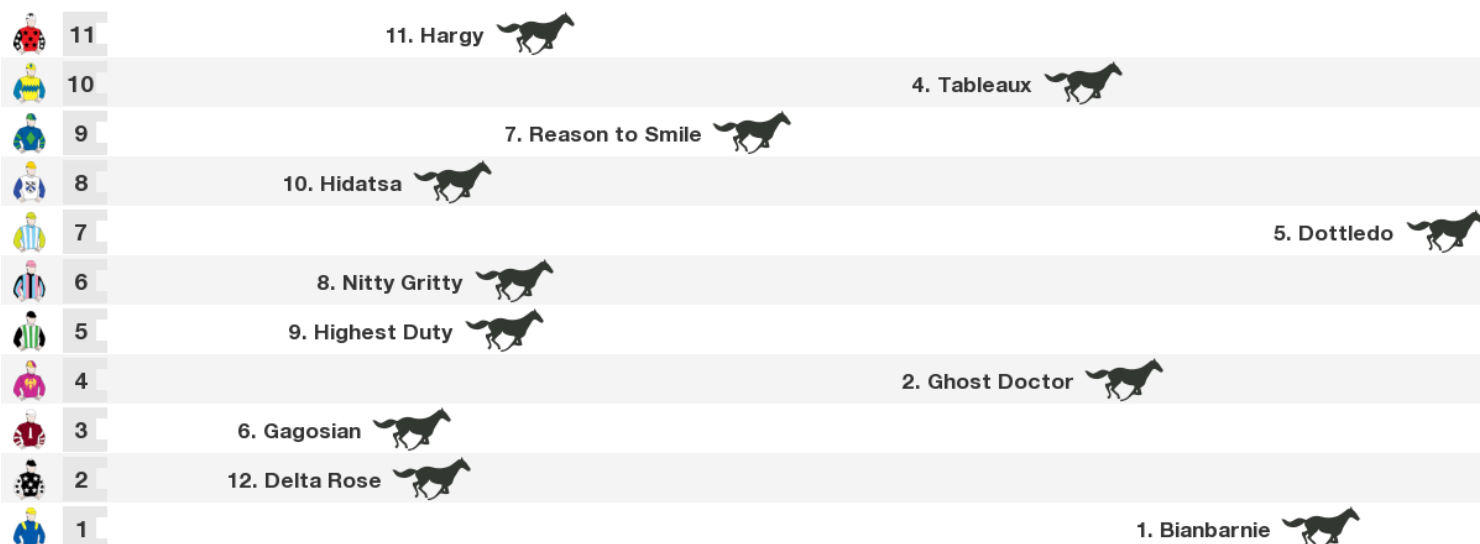 11 11. Hargy
10 4. Tableaux
9 7. Reason to Smile
8 10. Hidatsa
7 5. Dottledo
6 8. Nitty Gritty
5 9. Highest Duty
4 2. Ghost Doctor
3 6. Gagosian
2 12. Delta Rose
1 1. Bianbarnie